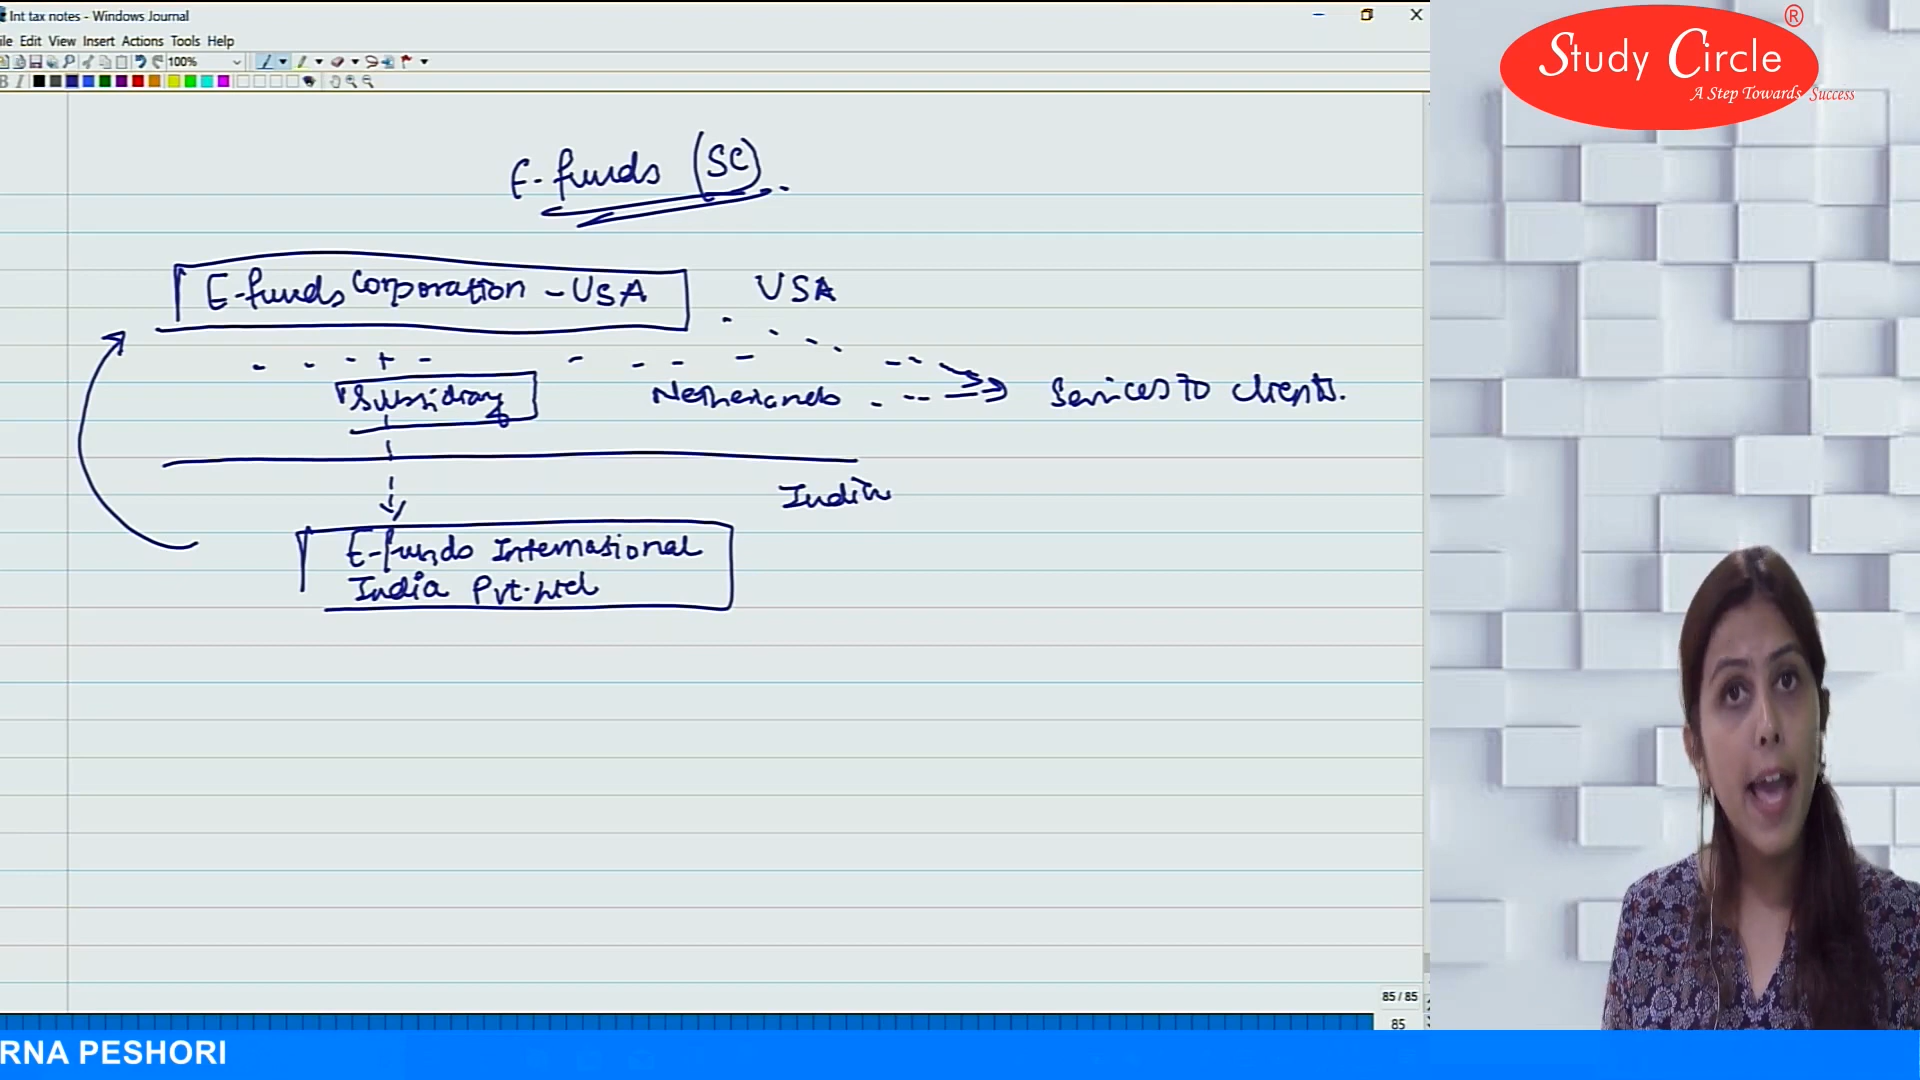 Int tax notes - Windows Journal
ile Edit View Insert Actions Tools Help
100%
B I
E-funds (SC)
E-funds Corporation - USA
USA
Subsidiary
Netherlands
Services to clients.
India
E-funds International
India Pvt. Ltd
85 / 85
85
Study Circle ®
A Step Towards Success
RNA PESHORI